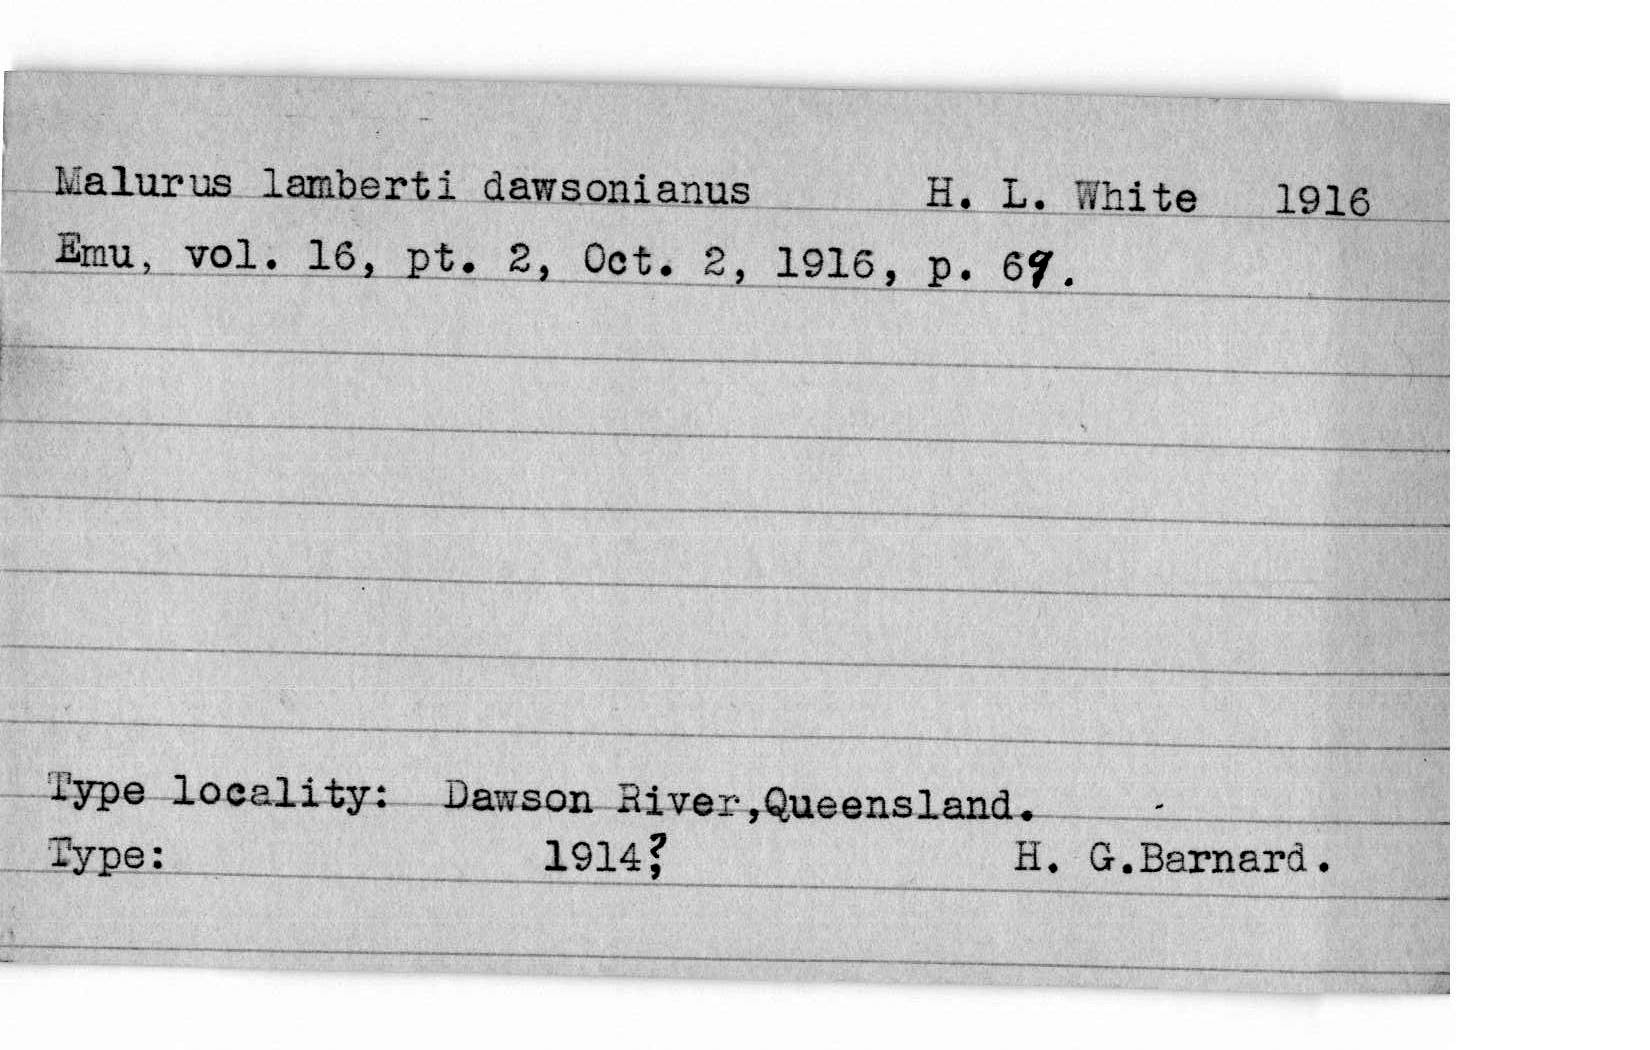 Malurus lamberti dawsonianus H. L. White 1916
Emu, vol. 16, pt. 2, Oct. 2, 1916, p. 69.
Type locality: Dawson River,Queensland.
Type: 1914? H. G.Barnard.